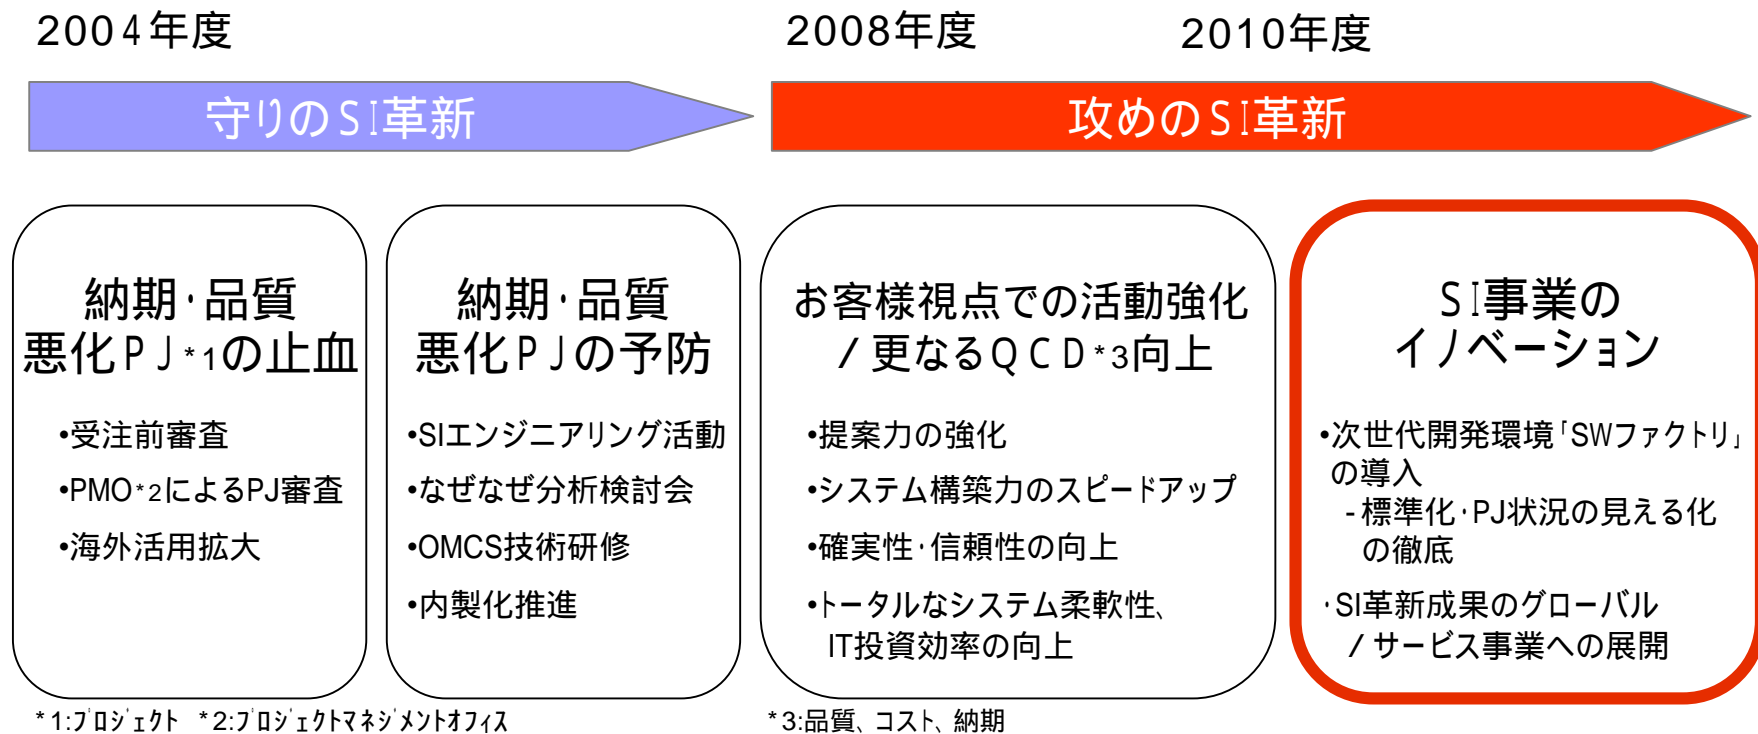 2004年度
2008年度
2010年度
守りのSI革新
攻めのSI革新
納期・品質
悪化PJ*1の止血
•受注前審査
•PMO*2によるPJ審査
•海外活用拡大
納期・品質
悪化PJの予防
•SIエンジニアリング活動
•なぜなぜ分析検討会
•OMCS技術研修
•内製化推進
お客様視点での活動強化
/更なるQCD*3向上
•提案力の強化
•システム構築力のスピードアップ
•確実性・信頼性の向上
•トータルなシステム柔軟性、
IT投資効率の向上
SI事業の
イノベーション
•次世代開発環境「SWファクトリ」
の導入
-標準化・PJ状況の見える化
の徹底
・SI革新成果のグローバル
/サービス事業への展開
*1:プロジェクト *2:プロジェクトマネジメントオフィス
*3:品質、コスト、納期